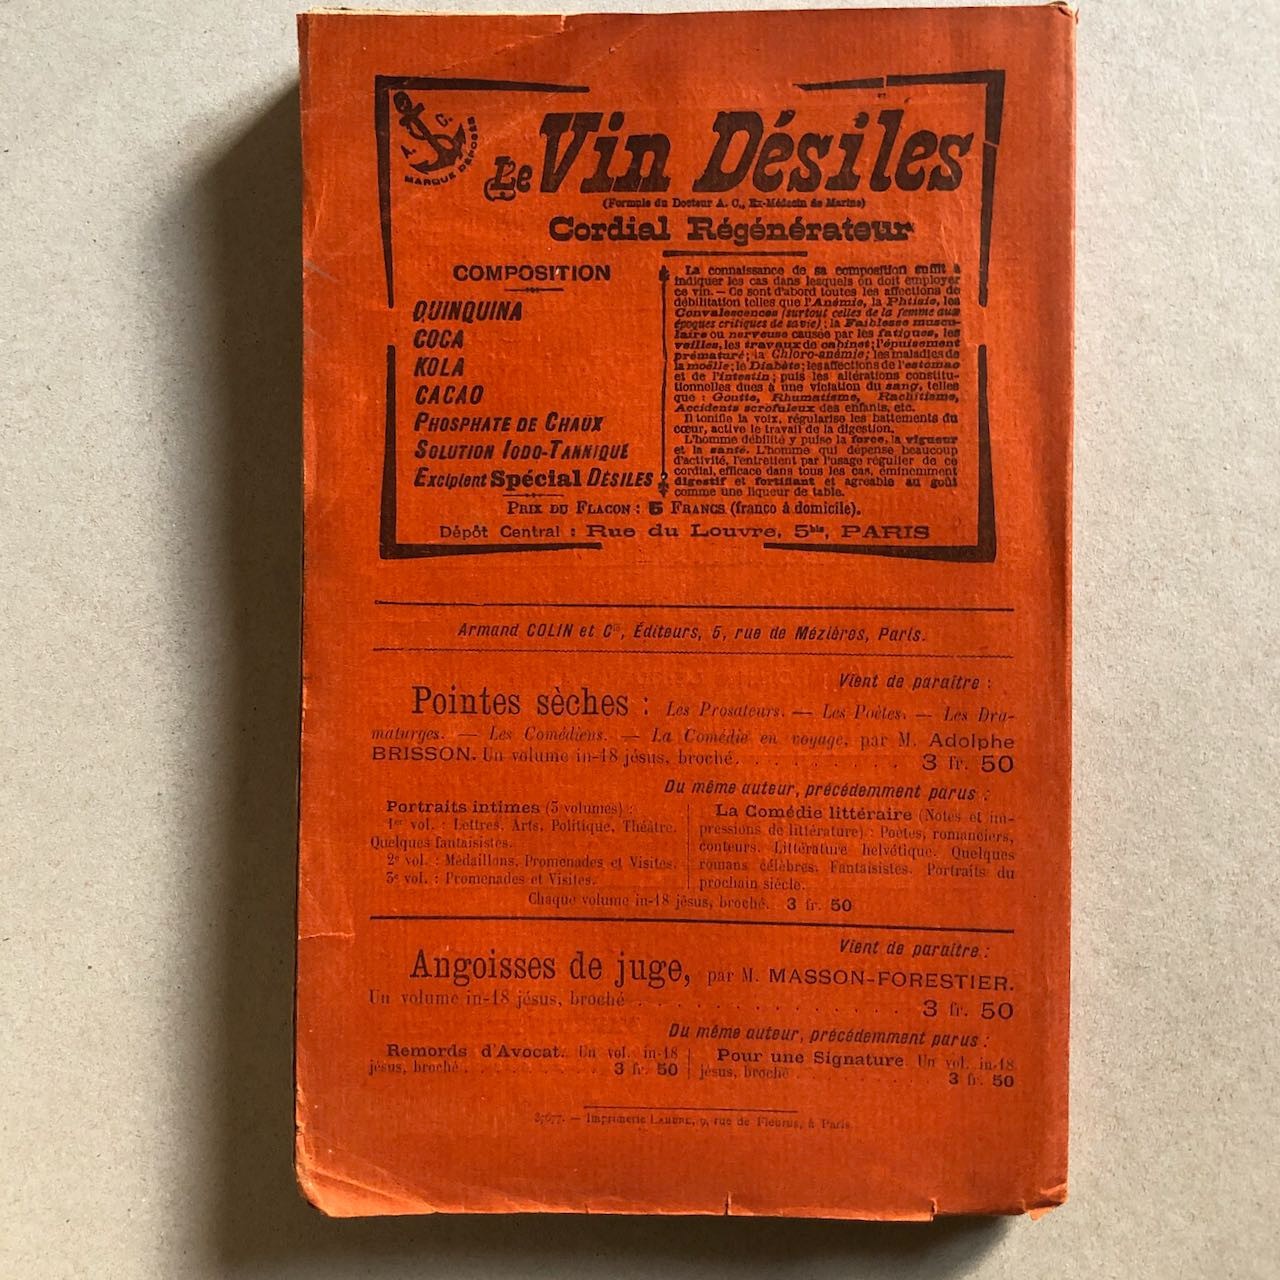 A. C.
MARQUE DÉPOSÉE
Le Vin Désiles
(Formule du Docteur A. C., Ex-Médecin de Marine)
Cordial Régénérateur
COMPOSITION
QUINQUINA
COCA
KOLA
CACAO
PHOSPHATE DE CHAUX
SOLUTION IODO-TANNIQUE
Excipient Spécial DÉSILES
La connaissance de sa composition suffit à
indiquer les cas dans lesquels on doit employer
ce vin. — Ce sont d'abord toutes les affections de
débilitation telles que l'Anémie, la Phtisie, les
Convalescences (surtout celles de la femme aux
époques critiques de sa vie); la Faiblesse muscu-
laire ou nerveuse causée par les fatigues, les
veilles, les travaux de cabinet; l'épuisement
prématuré; la Chloro-anémie; les maladies de
la moëlle; le Diabète; les affections de l'estomac
et de l'intestin; puis les altérations constitu-
tionnelles dues à une viciation du sang, telles
que : Goutte, Rhumatisme, Rachitisme,
Accidents scrofuleux des enfants, etc.
Il tonifie la voix, régularise les battements du
cœur, active le travail de la digestion.
L'homme débilité y puise la force, la vigueur
et la santé. L'homme qui dépense beaucoup
d'activité, l'entretient par l'usage régulier de ce
cordial, efficace dans tous les cas, éminemment
digestif et fortifiant et agréable au goût
comme une liqueur de table.
PRIX DU FLACON : 5 FRANCS (franco à domicile).
Dépôt Central : Rue du Louvre, 5bis, PARIS
Armand COLIN et Cie, Éditeurs, 5, rue de Mézières, Paris.
Vient de paraître :
Pointes sèches : Les Prosateurs. — Les Poètes. — Les Dra-
maturges. — Les Comédiens. — La Comédie en voyage, par M. Adolphe
BRISSON. Un volume in-18 jésus, broché. . . . . . . . . . 3 fr. 50
Du même auteur, précédemment parus :
Portraits intimes (3 volumes) :
1er vol. : Lettres, Arts, Politique, Théâtre.
Quelques fantaisistes.
2e vol. : Médaillons, Promenades et Visites.
3e vol. : Promenades et Visites.
La Comédie littéraire (Notes et im-
pressions de littérature) : Poètes, romanciers,
conteurs. Littérature helvétique. Quelques
romans célèbres. Fantaisistes. Portraits du
prochain siècle.
Chaque volume in-18 jésus, broché. 3 fr. 50
Vient de paraître :
Angoisses de juge, par M. MASSON-FORESTIER.
Un volume in-18 jésus, broché . . . . . . . . . . 3 fr. 50
Du même auteur, précédemment parus :
Remords d'Avocat. Un vol. in-18
jésus, broché . . . . . . . . 3 fr. 50
Pour une Signature. Un vol. in-18
jésus, broché . . . . . . . . 3 fr. 50
37677. — Imprimerie LAHURE, 9, rue de Fleurus, à Paris.